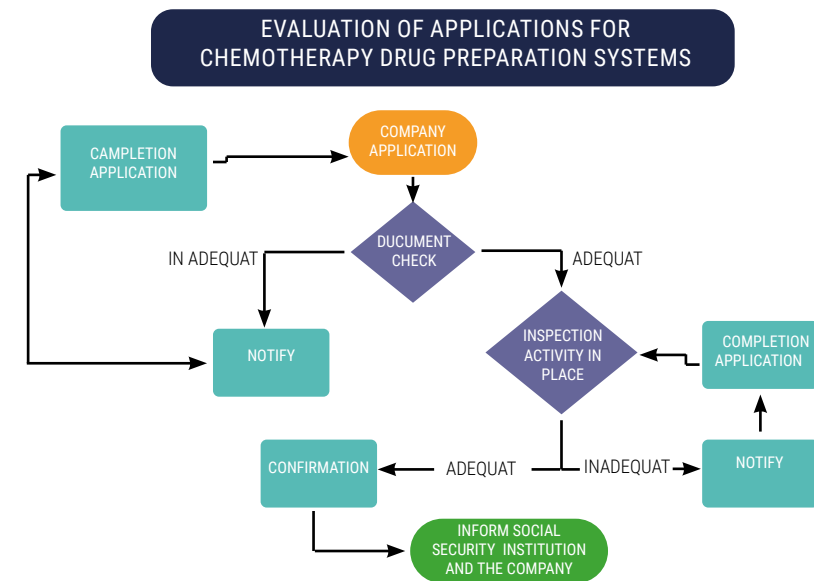 EVALUATION OF APPLICATIONS FOR
CHEMOTHERAPY DRUG PREPARATION SYSTEMS
COMPANY
APPLICATION
CAMPLETION
APPLICATION
DUCUMENT
CHECK
IN ADEQUAT
ADEQUAT
NOTIFY
INSPECTION
ACTIVITY IN
PLACE
COMPLETION
APPLICATION
CONFIRMATION
ADEQUAT
INADEQUAT
NOTIFY
INFORM SOCIAL
SECURITY INSTITUTION
AND THE COMPANY